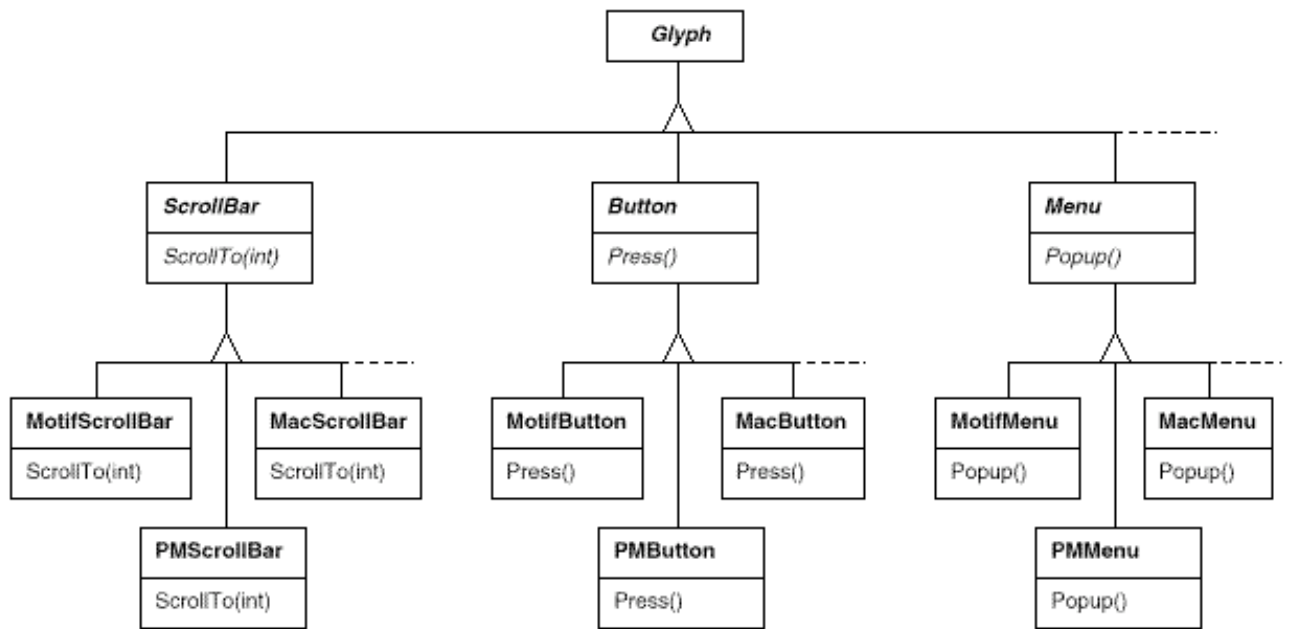 Glyph
ScrollBar
ScrollTo(int)
Button
Press()
Menu
Popup()
MotifScrollBar
ScrollTo(int)
MacScrollBar
ScrollTo(int)
PMScrollBar
ScrollTo(int)
MotifButton
Press()
MacButton
Press()
PMButton
Press()
MotifMenu
Popup()
MacMenu
Popup()
PMMenu
Popup()